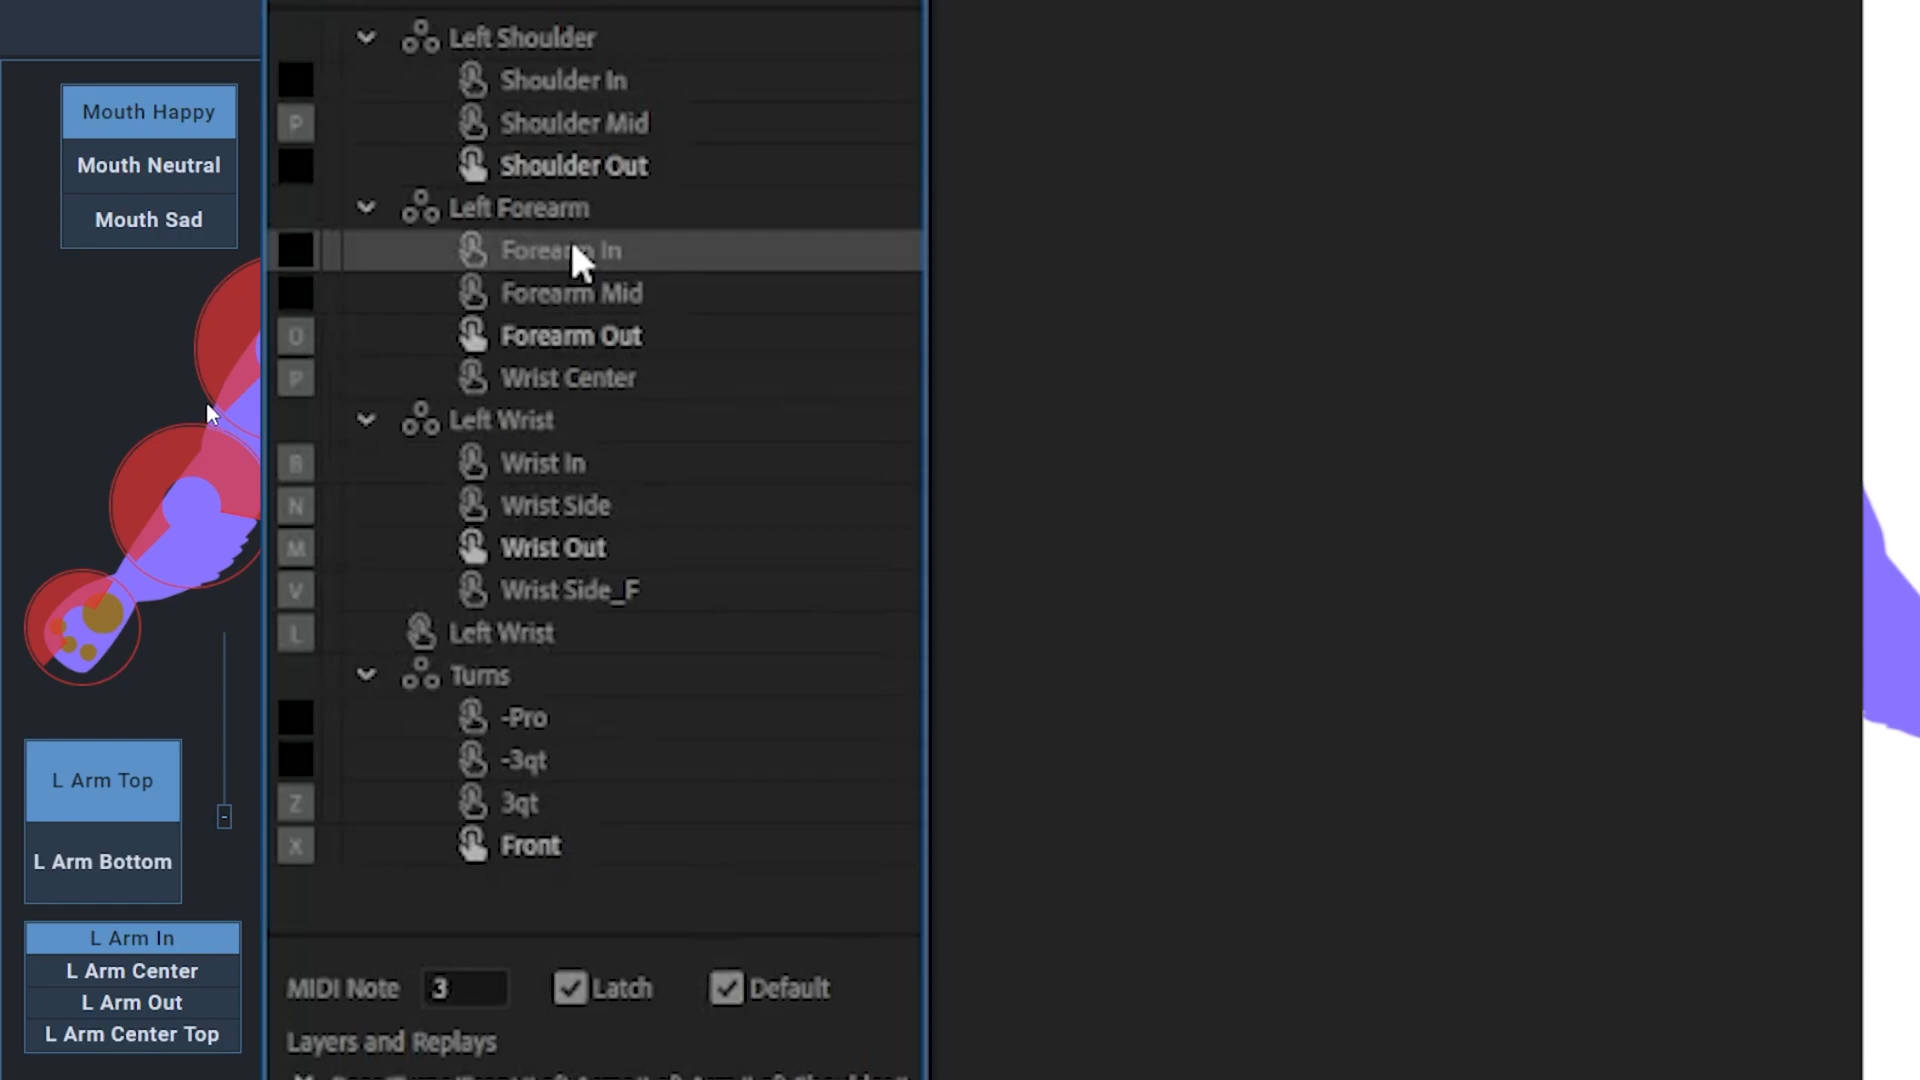 Mouth Happy
Mouth Neutral
Mouth Sad
L Arm Top
-
L Arm Bottom
L Arm In
L Arm Center
L Arm Out
L Arm Center Top
Left Shoulder
Shoulder In
P Shoulder Mid
Shoulder Out
Left Forearm
Forearm In
Forearm Mid
O Forearm Out
P Wrist Center
Left Wrist
B Wrist In
N Wrist Side
M Wrist Out
V Wrist Side_F
L Left Wrist
Turns
-Pro
-3qt
Z 3qt
X Front
MIDI Note 3 Latch Default
Layers and Replays